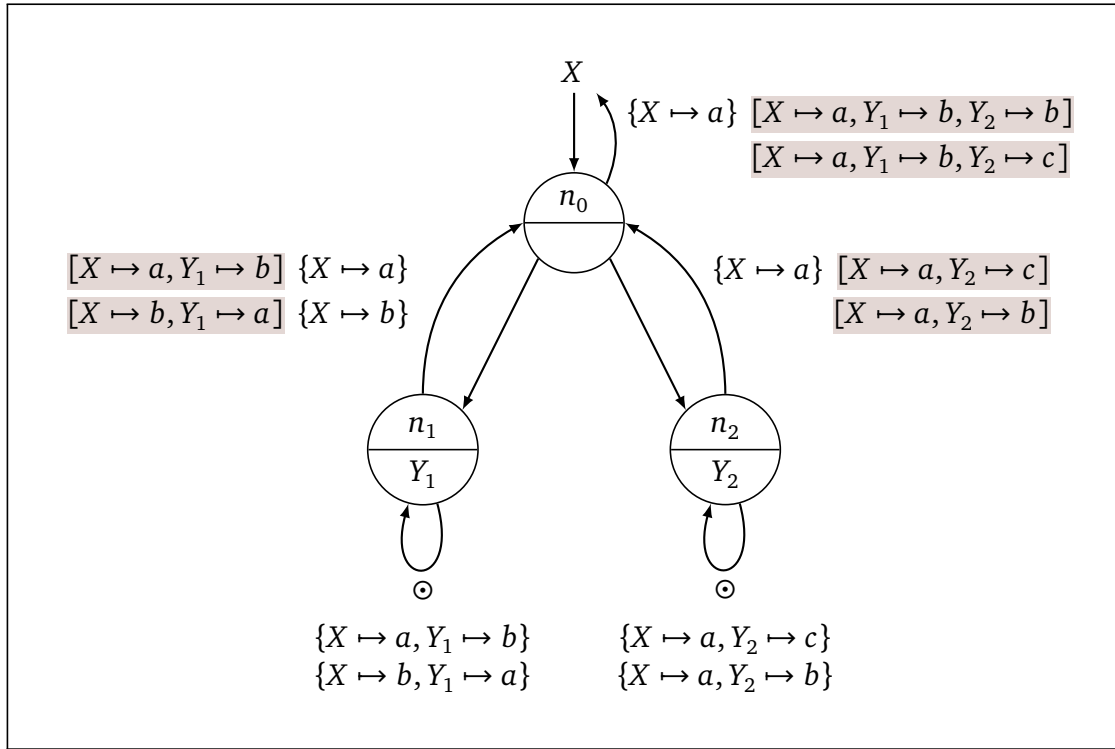 X
{X ↦ a} [X ↦ a, Y₁ ↦ b, Y₂ ↦ b]
[X ↦ a, Y₁ ↦ b, Y₂ ↦ c]
n₀
[X ↦ a, Y₁ ↦ b] {X ↦ a}
[X ↦ b, Y₁ ↦ a] {X ↦ b}
{X ↦ a} [X ↦ a, Y₂ ↦ c]
[X ↦ a, Y₂ ↦ b]
n₁
Y₁
n₂
Y₂
⊙
⊙
{X ↦ a, Y₁ ↦ b}
{X ↦ b, Y₁ ↦ a}
{X ↦ a, Y₂ ↦ c}
{X ↦ a, Y₂ ↦ b}